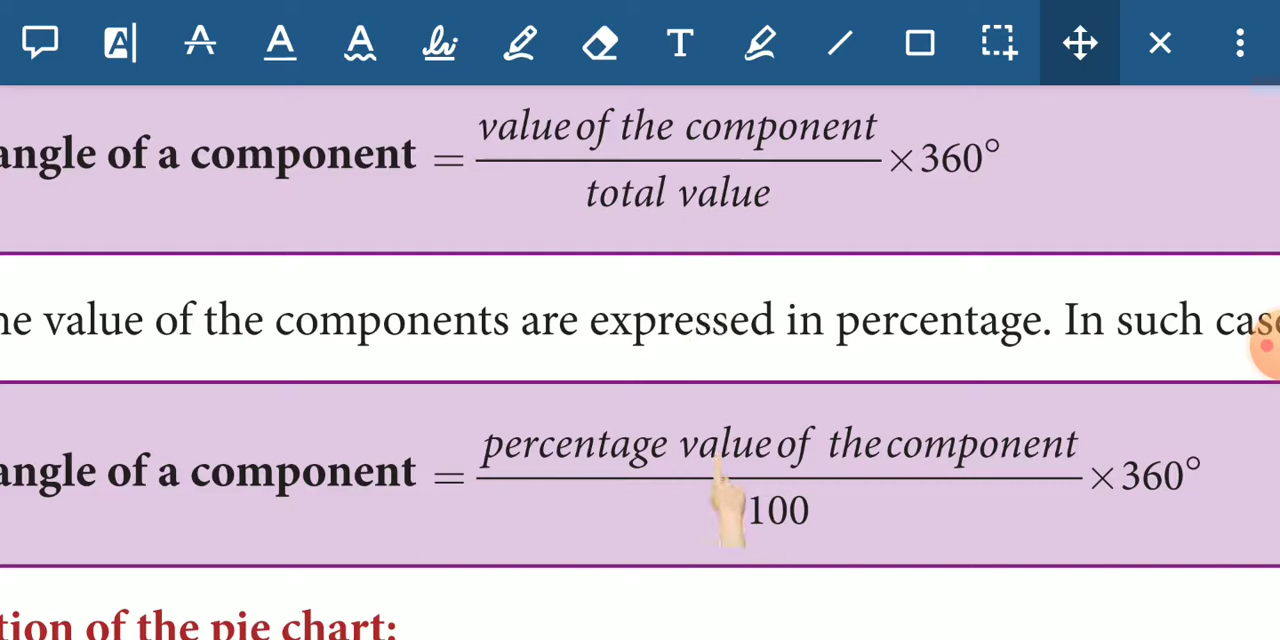 angle of a component = value of the component / total value × 360°
he value of the components are expressed in percentage. In such cas
angle of a component = percentage value of the component / 100 × 360°
tion of the pie chart: